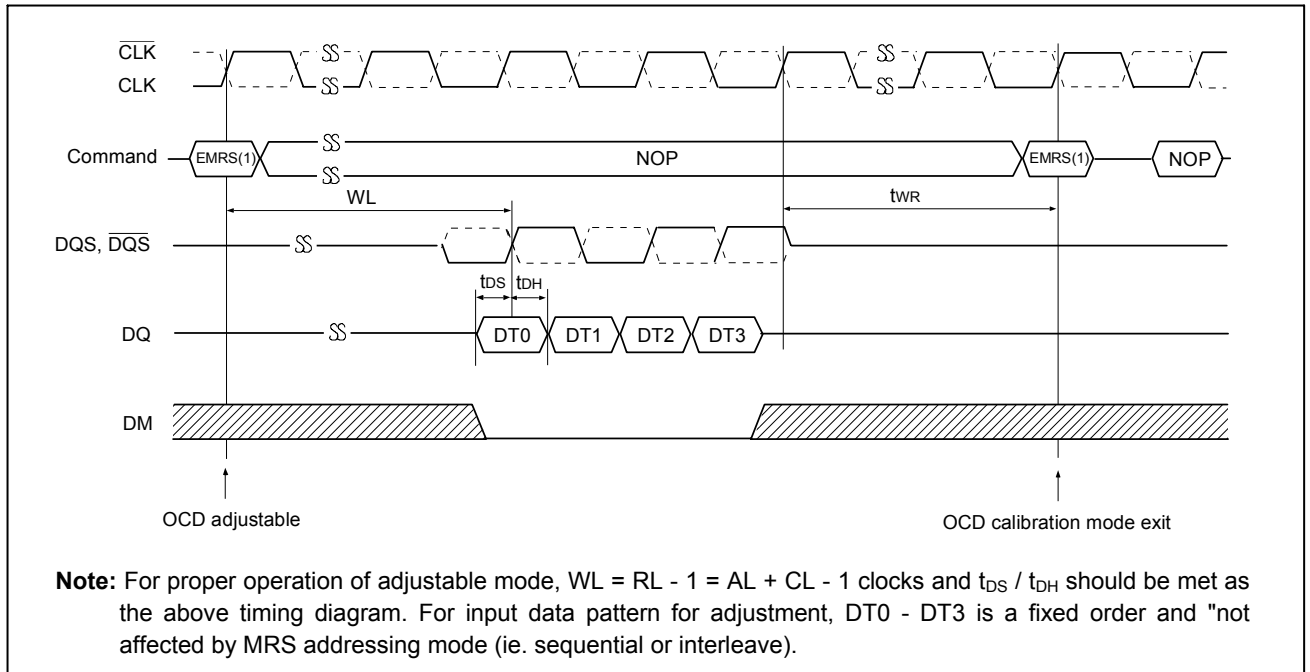 CLK
CLK
Command
EMRS(1)
NOP
EMRS(1)
NOP
WL
tWR
DQS, DQS
tDS
tDH
DQ
DT0
DT1
DT2
DT3
DM
OCD adjustable
OCD calibration mode exit
Note: For proper operation of adjustable mode, WL = RL - 1 = AL + CL - 1 clocks and tDS / tDH should be met as
the above timing diagram. For input data pattern for adjustment, DT0 - DT3 is a fixed order and "not
affected by MRS addressing mode (ie. sequential or interleave).